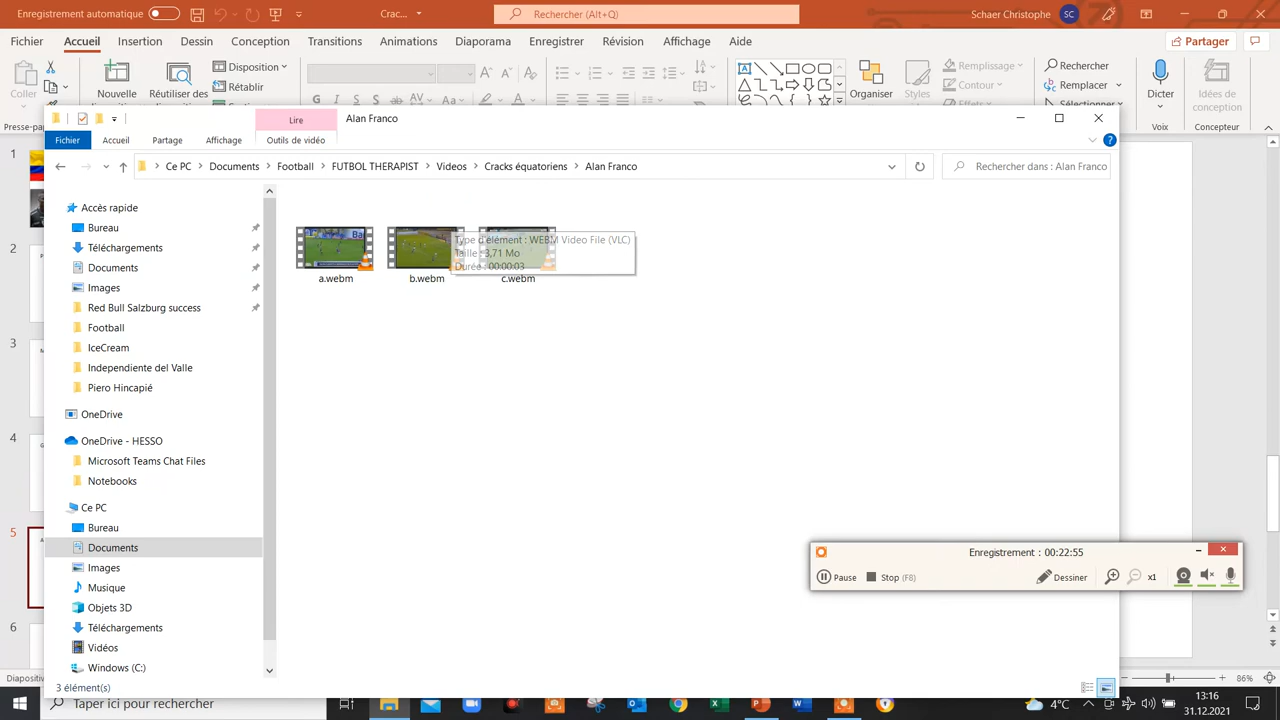 Enregistrement automatique
Crac...
Rechercher (Alt+Q)
Schaer Christophe
SC
Fichier
Accueil
Insertion
Dessin
Conception
Transitions
Animations
Diaporama
Enregistrer
Révision
Affichage
Aide
Partager
Coller
Nouvelle
Réutiliser des
Disposition
Rétablir
G
I
S
Aa
Organiser
Styles
Remplissage
Contour
Effets
Rechercher
Remplacer
Dicter
Idées de
conception
Presse-pa
Voix
Concepteur
Lire
Alan Franco
Fichier
Accueil
Partage
Affichage
Outils de vidéo
Ce PC
Documents
Football
FUTBOL THERAPIST
Videos
Cracks équatoriens
Alan Franco
Rechercher dans : Alan Franco
Accès rapide
Bureau
Téléchargements
Documents
Images
Red Bull Salzburg success
Football
IceCream
Independiente del Valle
Piero Hincapié
OneDrive
OneDrive - HESSO
Microsoft Teams Chat Files
Notebooks
Ce PC
Bureau
Documents
Images
Musique
Objets 3D
Téléchargements
Vidéos
Windows (C:)
3 élément(s)
1
2
3
4
5
6
Ba
Type d'élément : WEBM Video File (VLC)
Taille : 3,71 Mo
Durée : 00:00:03
a.webm
b.webm
c.webm
Enregistrement : 00:22:55
Pause
Stop (F8)
Dessiner
x1
Diapositi
86%
Taper ici pour rechercher
4°C
13:16
31.12.2021